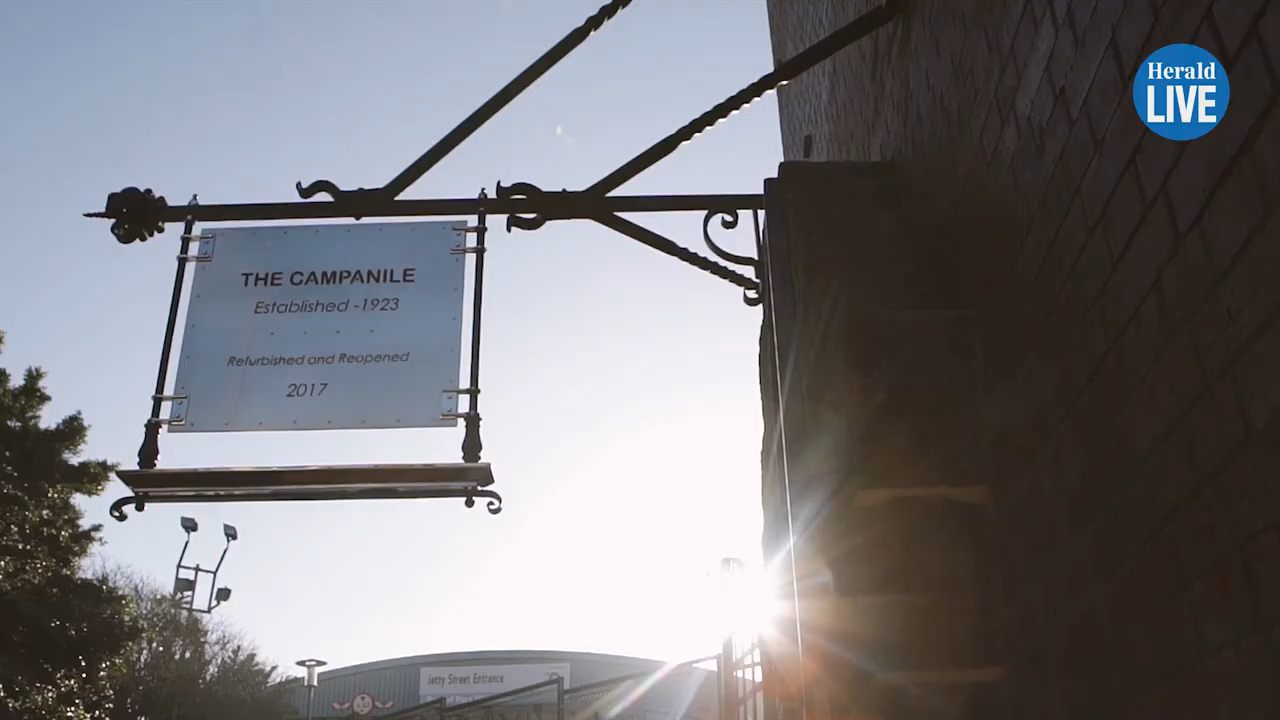 Herald
LIVE
THE CAMPANILE
Established -1923
Refurbished and Reopened
2017
Jetty Street Entrance